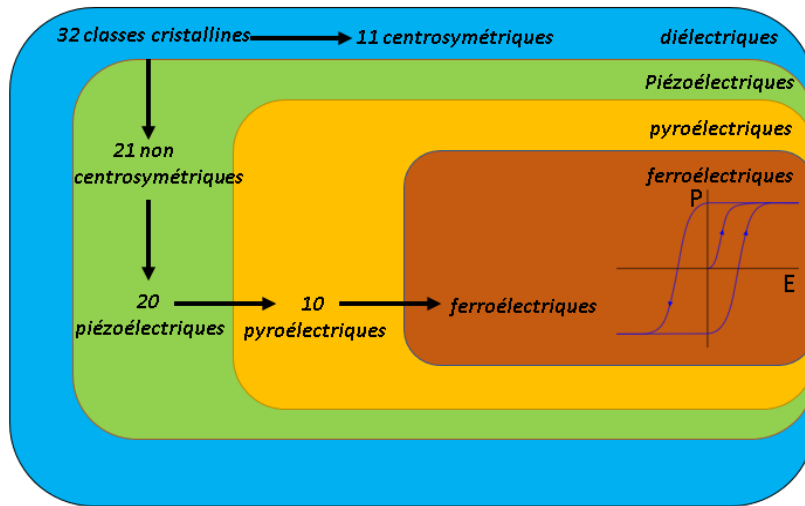 32 classes cristallines
11 centrosymétriques
diélectriques
Piézoélectriques
pyroélectriques
21 non
centrosymétriques
ferroélectriques
P
E
20
piézoélectriques
10
pyroélectriques
ferroélectriques